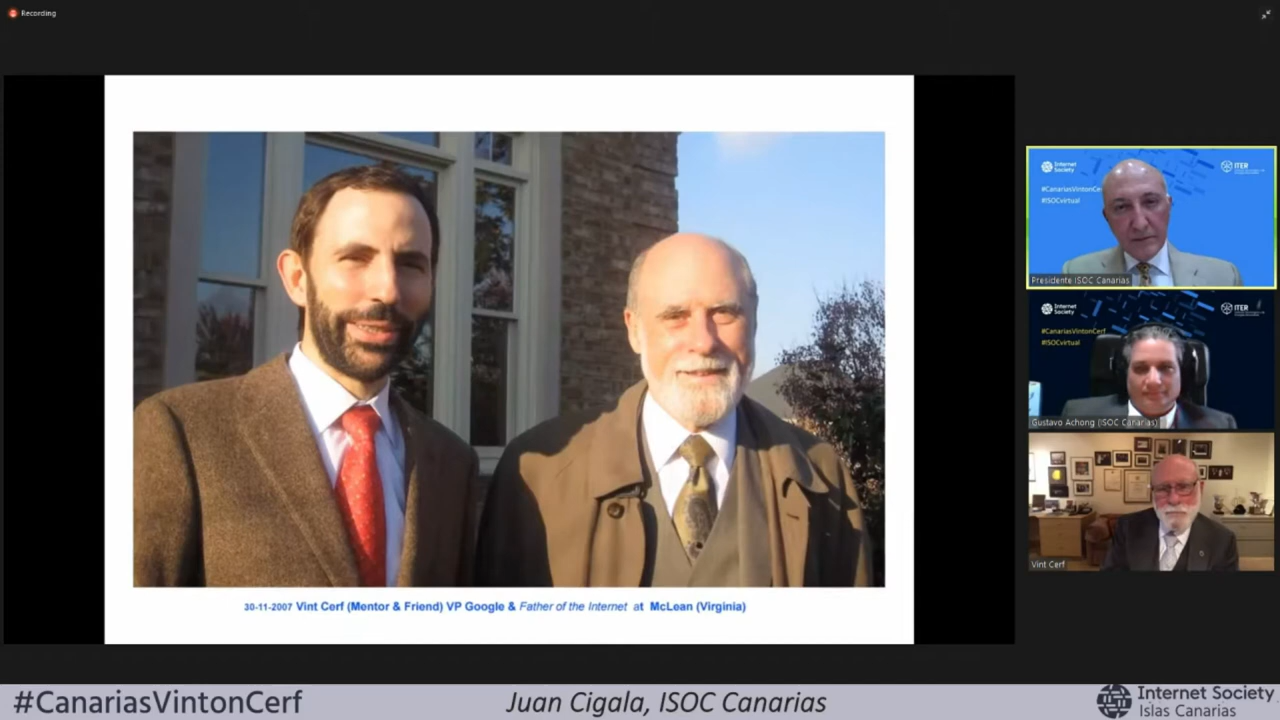 Recording
30-11-2007 Vint Cerf (Mentor & Friend) VP Google & Father of the Internet at McLean (Virginia)
Internet
Society
ITER
#CanariasVintonCe
#ISOCvirtual
Presidente ISOC Canarias
Internet
Society
ITER
#CanariasVintonCerf
#ISOCvirtual
Gustavo Achong (ISOC Canarias)
Vint Cerf
#CanariasVintonCerf
Juan Cigala, ISOC Canarias
Internet Society
Islas Canarias